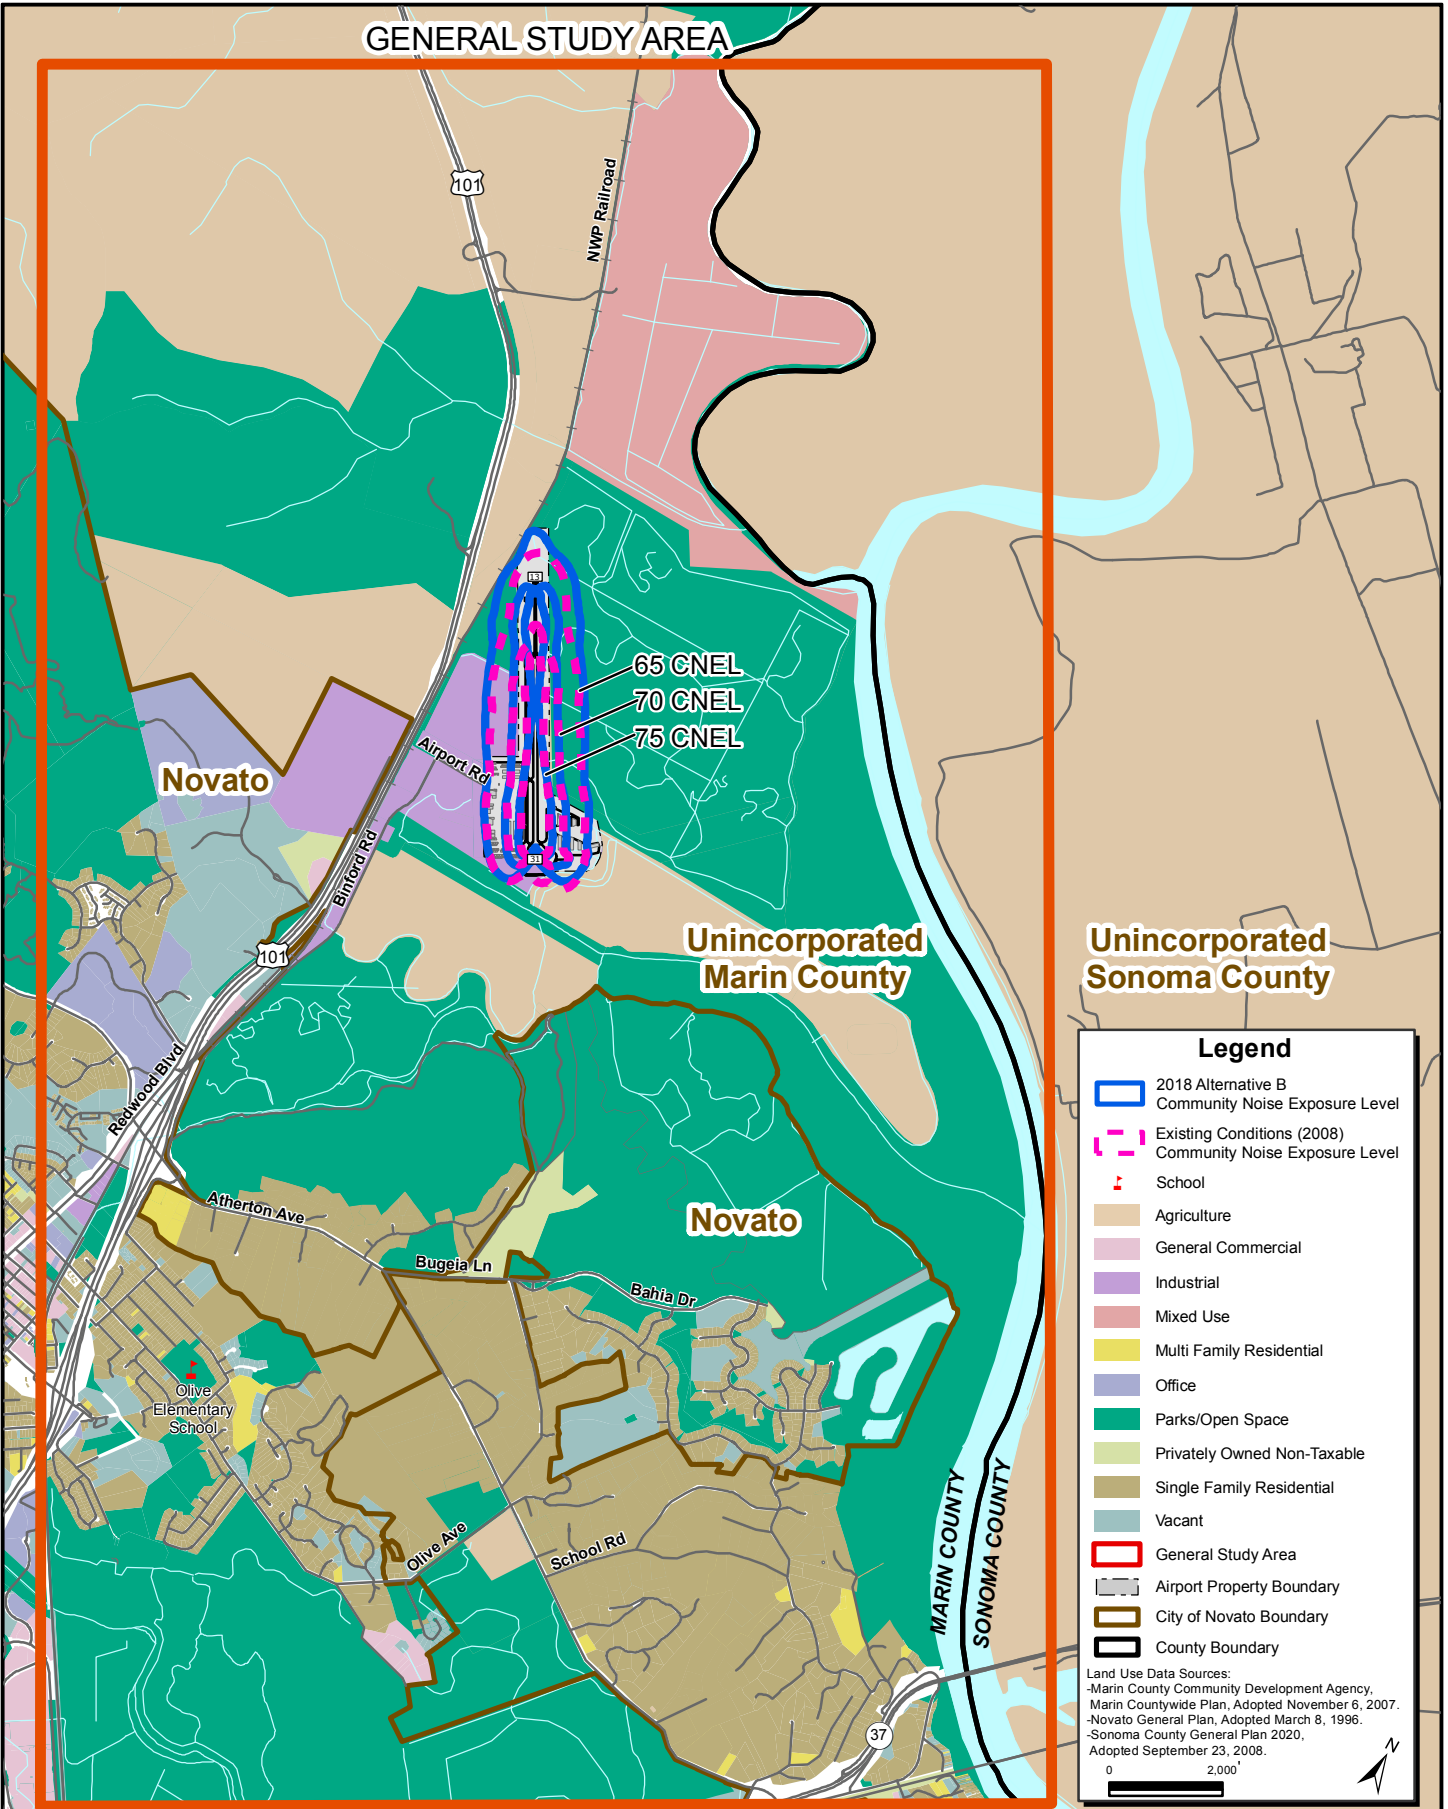 GENERAL STUDY AREA
101
NWP Railroad
13
65 CNEL
70 CNEL
75 CNEL
Airport Rd
Novato
31
Binford Rd
101
Unincorporated
Marin County
Unincorporated
Sonoma County
Redwood Blvd
Atherton Ave
Novato
Bugeia Ln
Bahia Dr
Olive
Elementary
School
Olive Ave
School Rd
MARIN COUNTY
SONOMA COUNTY
37
Legend
2018 Alternative B
Community Noise Exposure Level
Existing Conditions (2008)
Community Noise Exposure Level
School
Agriculture
General Commercial
Industrial
Mixed Use
Multi Family Residential
Office
Parks/Open Space
Privately Owned Non-Taxable
Single Family Residential
Vacant
General Study Area
Airport Property Boundary
City of Novato Boundary
County Boundary
Land Use Data Sources:
-Marin County Community Development Agency,
Marin Countywide Plan, Adopted November 6, 2007.
-Novato General Plan, Adopted March 8, 1996.
-Sonoma County General Plan 2020,
Adopted September 23, 2008.
N
0 2,000'